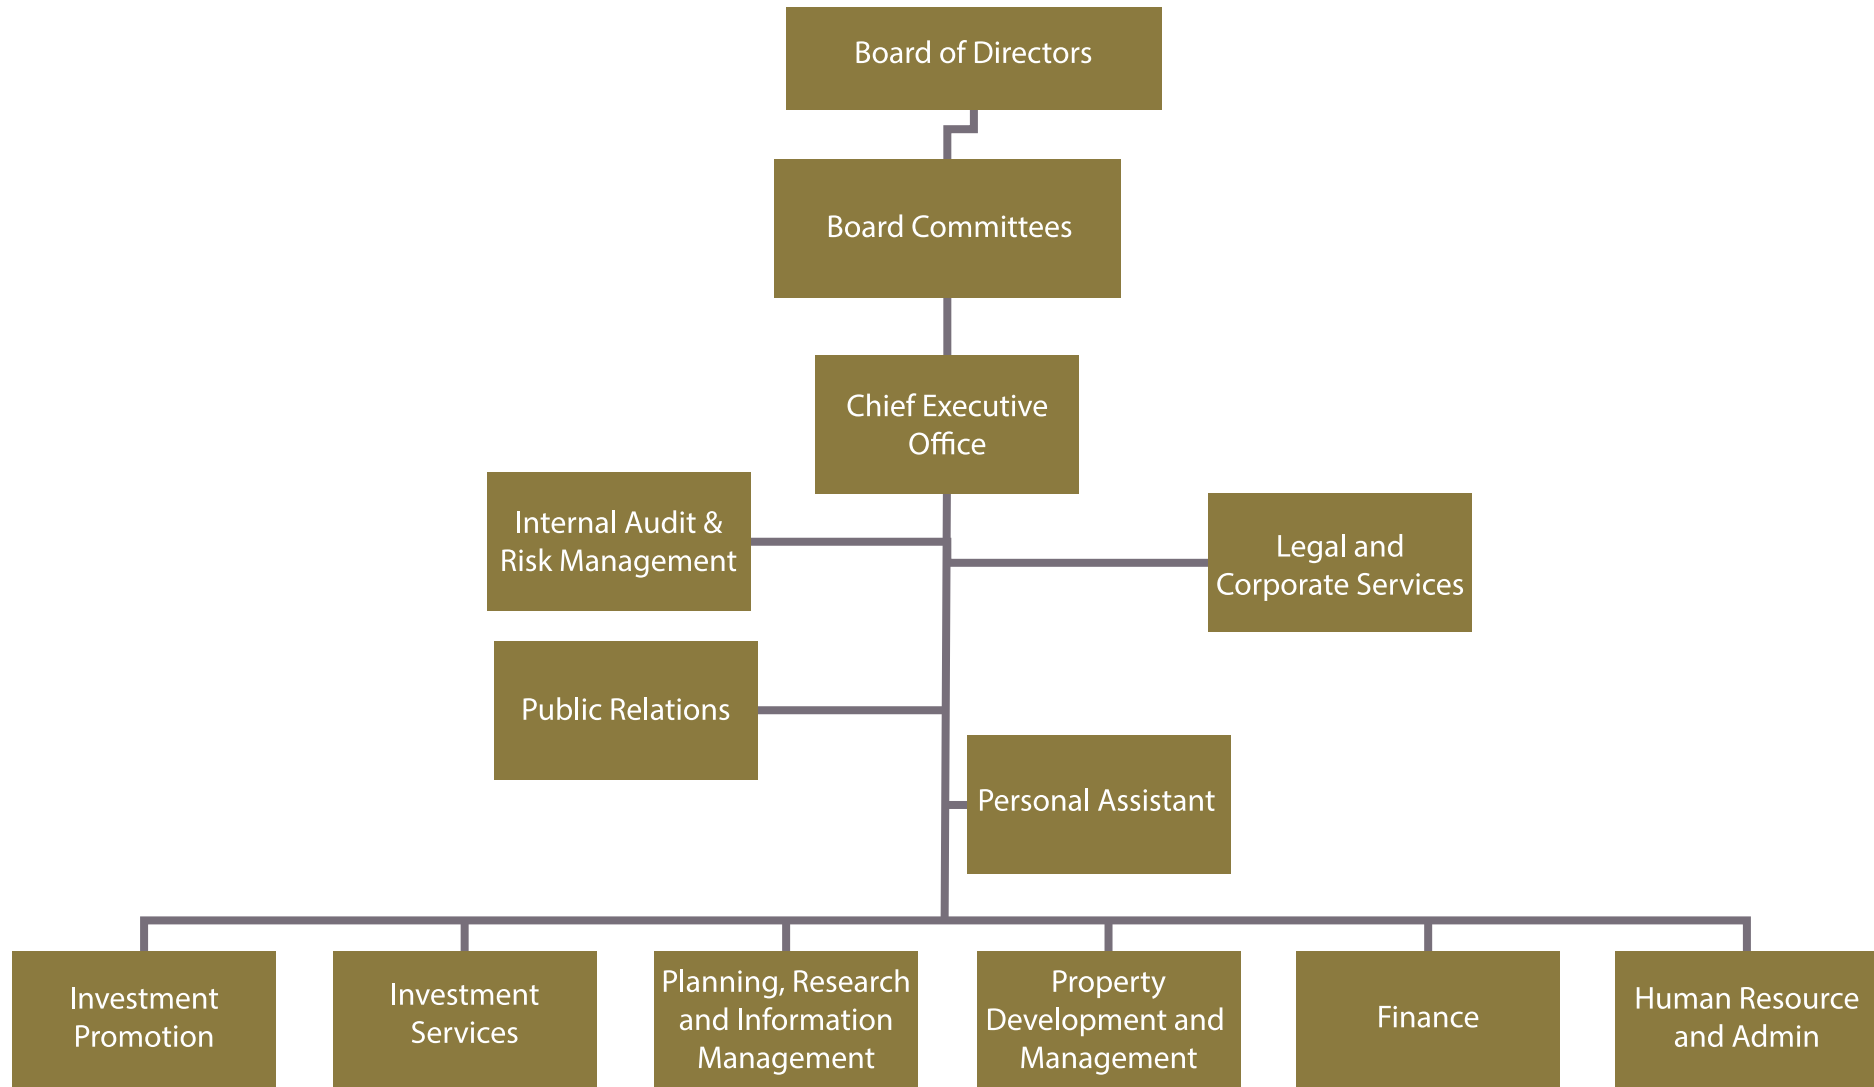 Board of Directors
Board Committees
Chief Executive
Office
Internal Audit &
Risk Management
Legal and
Corporate Services
Public Relations
Personal Assistant
Investment
Promotion
Investment
Services
Planning, Research
and Information
Management
Property
Development and
Management
Finance
Human Resource
and Admin